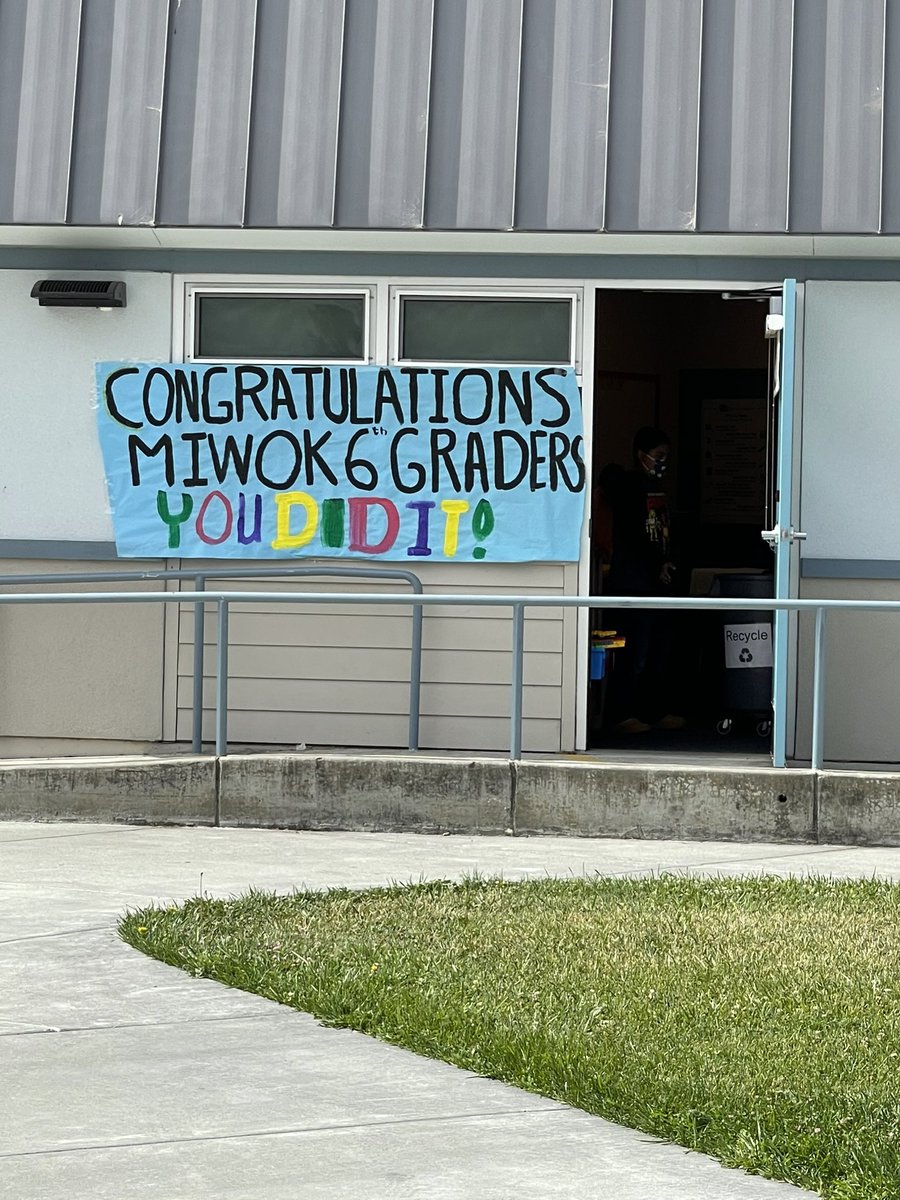 CONGRATULATIONS
MIWOK 6th GRADERS
YOU DID IT!
Recycle